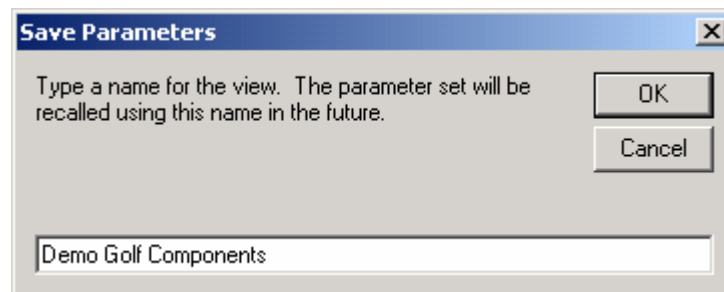 Save Parameters
Type a name for the view.  The parameter set will be
recalled using this name in the future.
OK
Cancel
Demo Golf Components